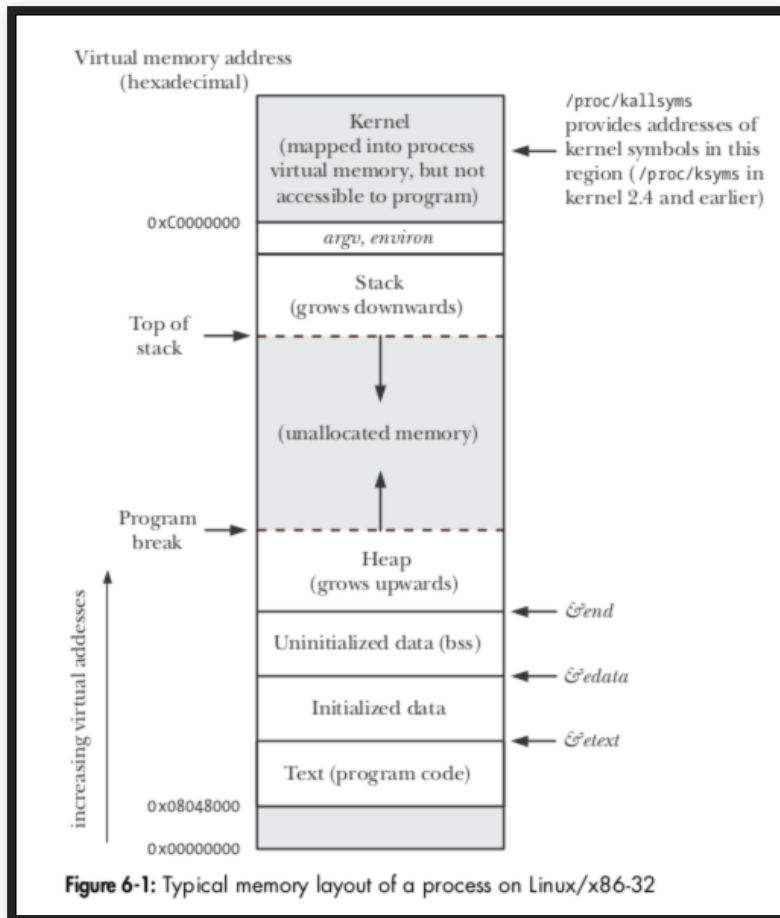 Virtual memory address
(hexadecimal)
/proc/kallsyms
provides addresses of
kernel symbols in this
region (/proc/ksyms in
kernel 2.4 and earlier)
Kernel
(mapped into process
virtual memory, but not
accessible to program)
0xC0000000
argv, environ
Stack
(grows downwards)
Top of
stack
(unallocated memory)
Program
break
Heap
(grows upwards)
&end
Uninitialized data (bss)
&edata
Initialized data
&etext
Text (program code)
increasing virtual addesses
0x08048000
0x00000000
Figure 6-1: Typical memory layout of a process on Linux/x86-32